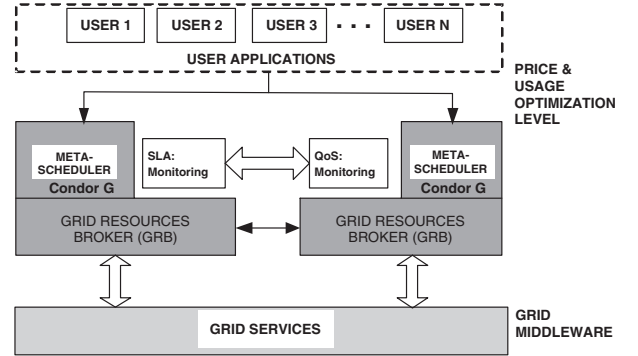 USER 1 USER 2 USER 3 . . . USER N
USER APPLICATIONS
PRICE &
USAGE
OPTIMIZATION
LEVEL
META-
SCHEDULER
Condor G
SLA:
Monitoring
QoS:
Monitoring
META-
SCHEDULER
Condor G
GRID RESOURCES
BROKER (GRB)
GRID RESOURCES
BROKER (GRB)
GRID SERVICES
GRID
MIDDLEWARE